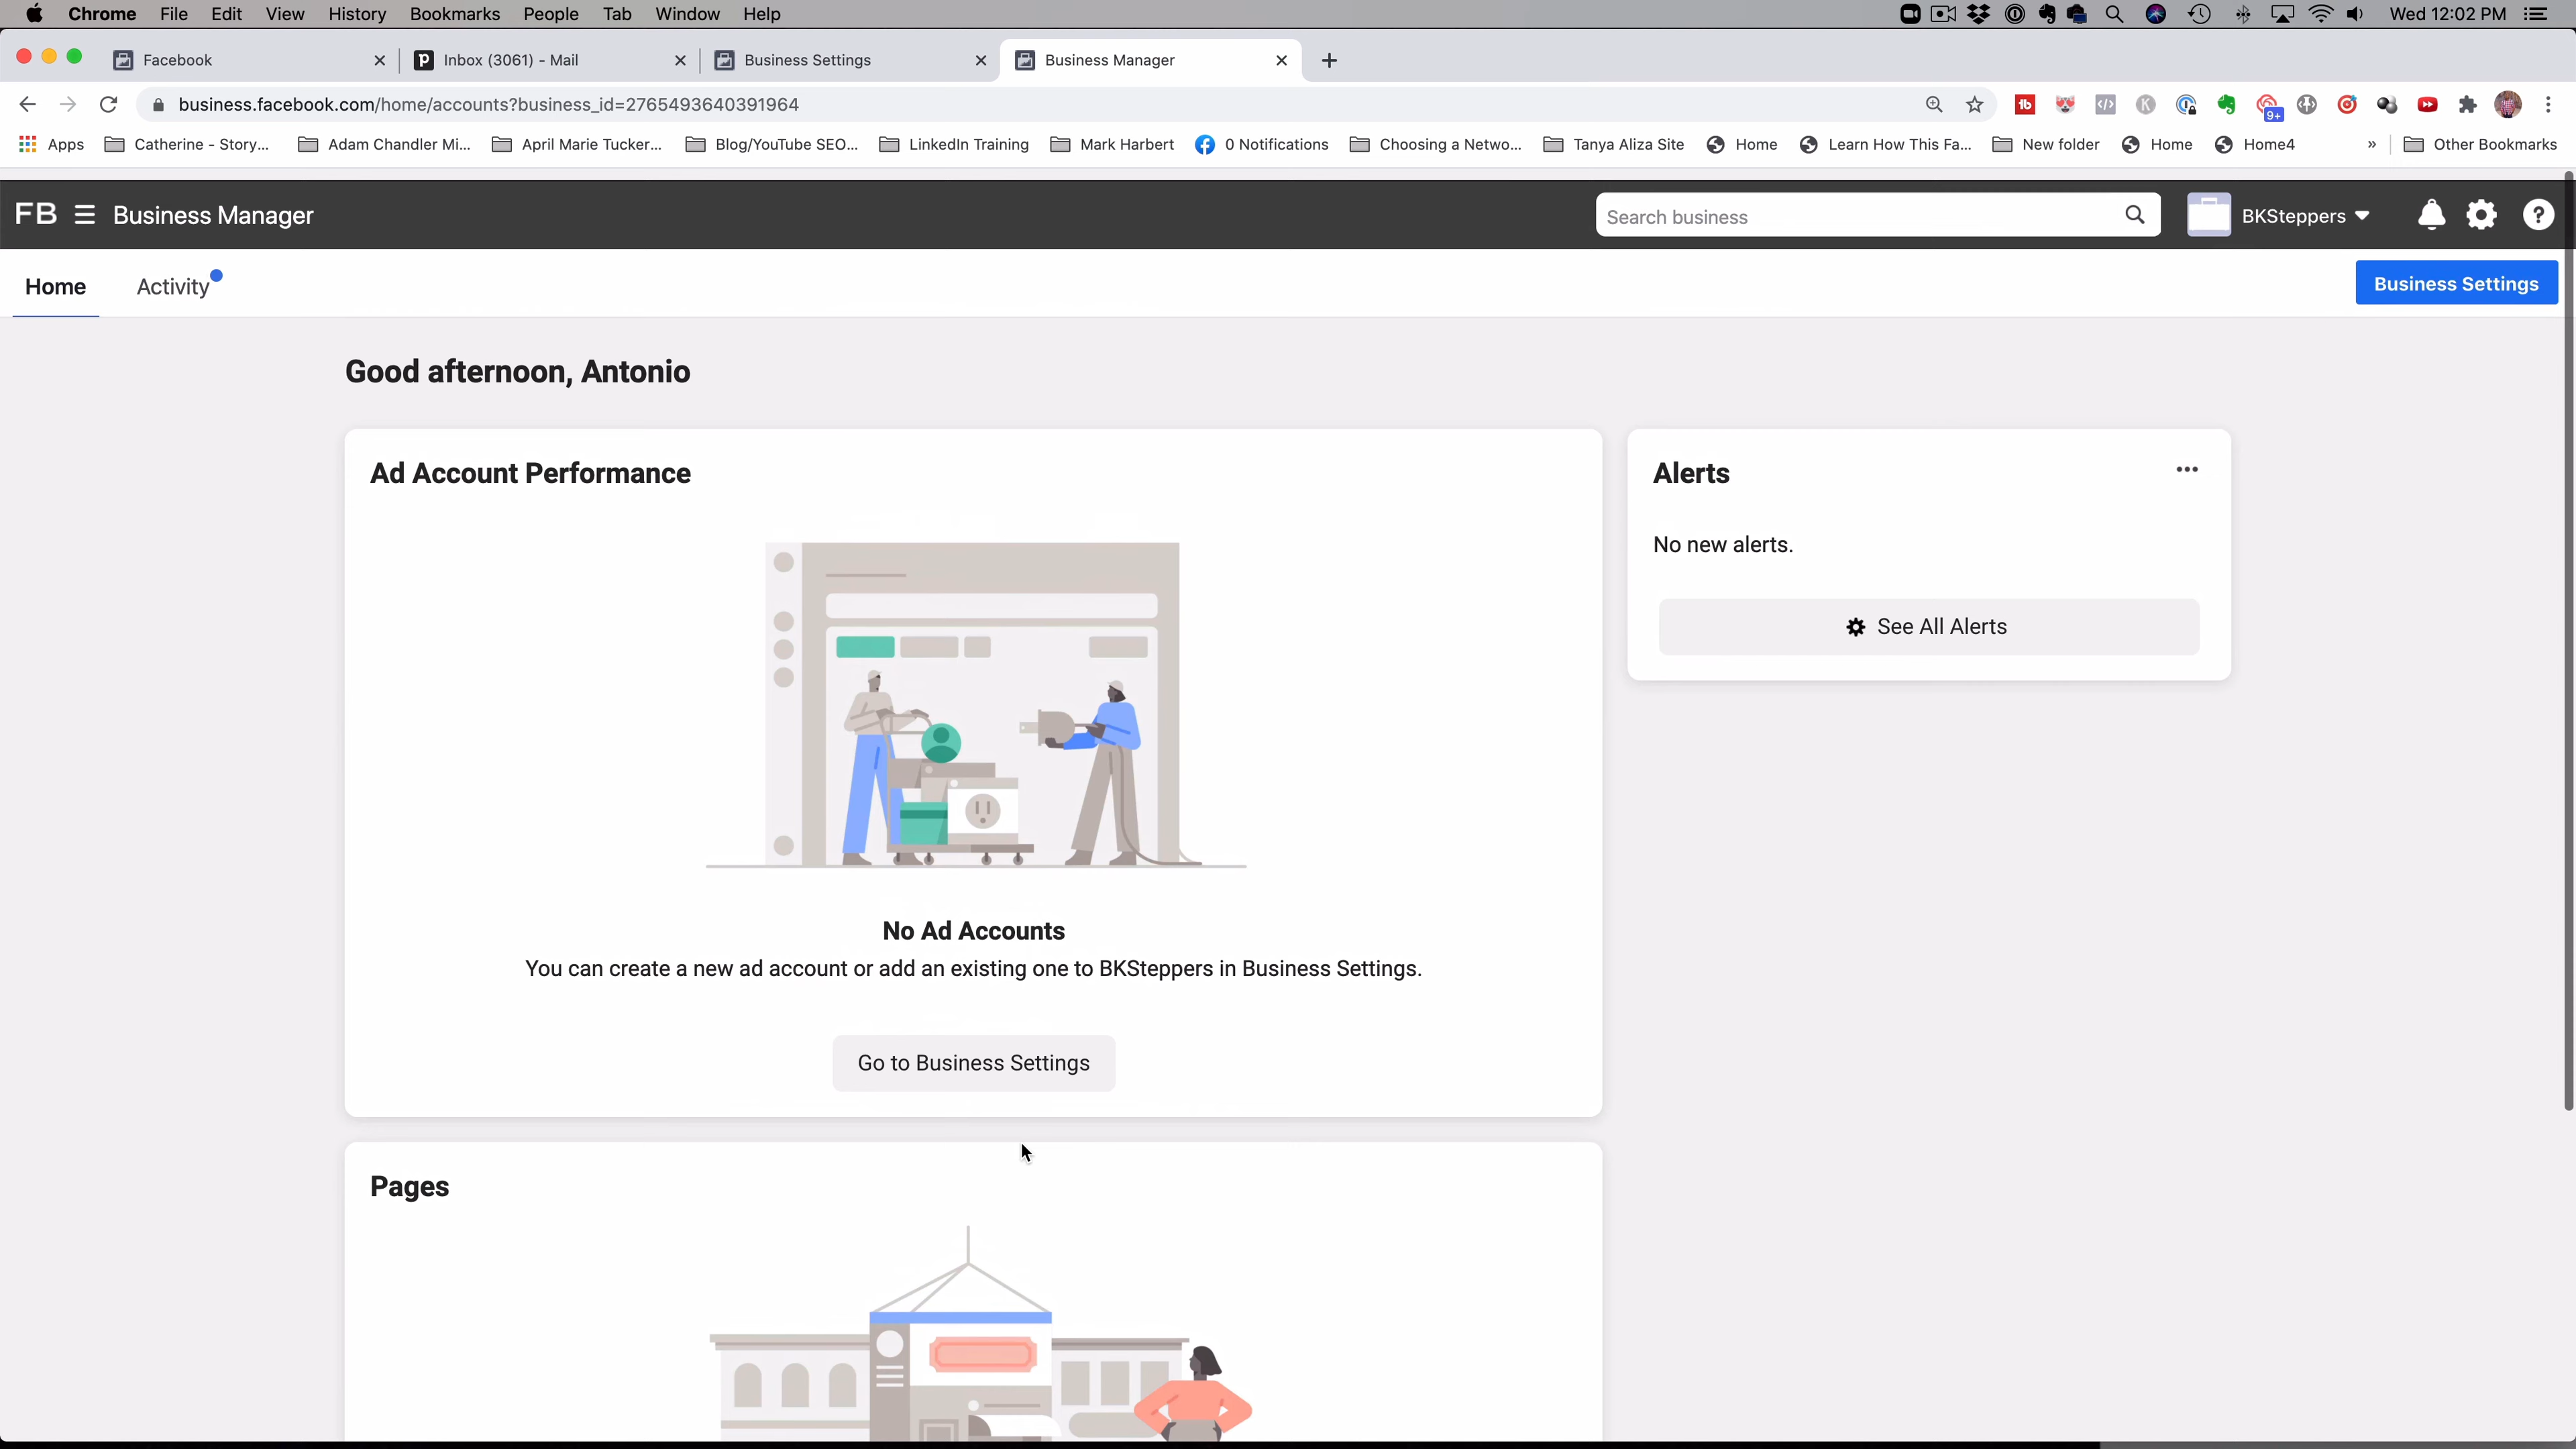 Chrome File Edit View History Bookmarks People Tab Window Help Wed 12:02 PM
Facebook Inbox (3061) - Mail Business Settings Business Manager
business.facebook.com/home/accounts?business_id=2765493640391964 9+
Apps Catherine - Story... Adam Chandler Mi... April Marie Tucker... Blog/YouTube SEO... LinkedIn Training Mark Harbert 0 Notifications Choosing a Netwo... Tanya Aliza Site Home Learn How This Fa... New folder Home Home4 » Other Bookmarks
FB Business Manager Search business BKSteppers
Home Activity Business Settings
Good afternoon, Antonio
Ad Account Performance
Alerts
No new alerts.
See All Alerts
No Ad Accounts
You can create a new ad account or add an existing one to BKSteppers in Business Settings.
Go to Business Settings
Pages